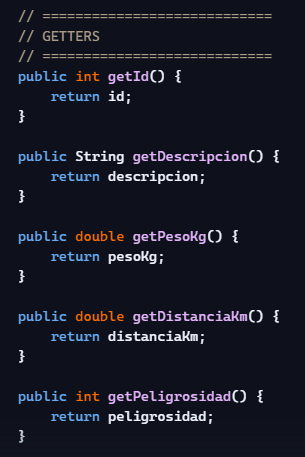 // ============================
// GETTERS
// ============================
public int getId() {
    return id;
}

public String getDescripcion() {
    return descripcion;
}

public double getPesoKg() {
    return pesoKg;
}

public double getDistanciaKm() {
    return distanciaKm;
}

public int getPeligrosidad() {
    return peligrosidad;
}